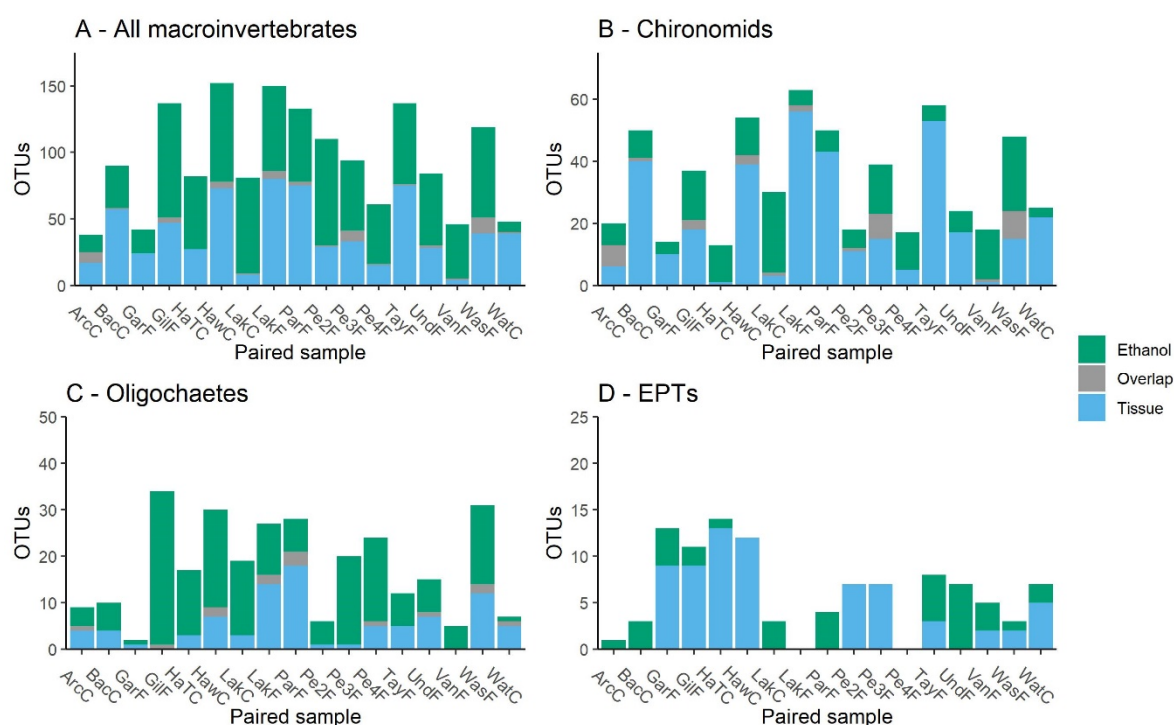 A - All macroinvertebrates
150
100
50
0
OTUs
ArcC BacC GarF GilF HaTC HawC LakC LakF ParF Pe2F Pe3F Pe4F TayF UndF VanF WasF WatC
Paired sample
B - Chironomids
60
40
20
0
OTUs
ArcC BacC GarF GilF HaTC HawC LakC LakF ParF Pe2F Pe3F Pe4F TayF UndF VanF WasF WatC
Paired sample
Ethanol
Overlap
Tissue
C - Oligochaetes
50
40
30
20
10
0
OTUs
ArcC BacC GarF GilF HaTC HawC LakC LakF ParF Pe2F Pe3F Pe4F TayF UndF VanF WasF WatC
Paired sample
D - EPTs
25
20
15
10
5
0
OTUs
ArcC BacC GarF GilF HaTC HawC LakC LakF ParF Pe2F Pe3F Pe4F TayF UndF VanF WasF WatC
Paired sample